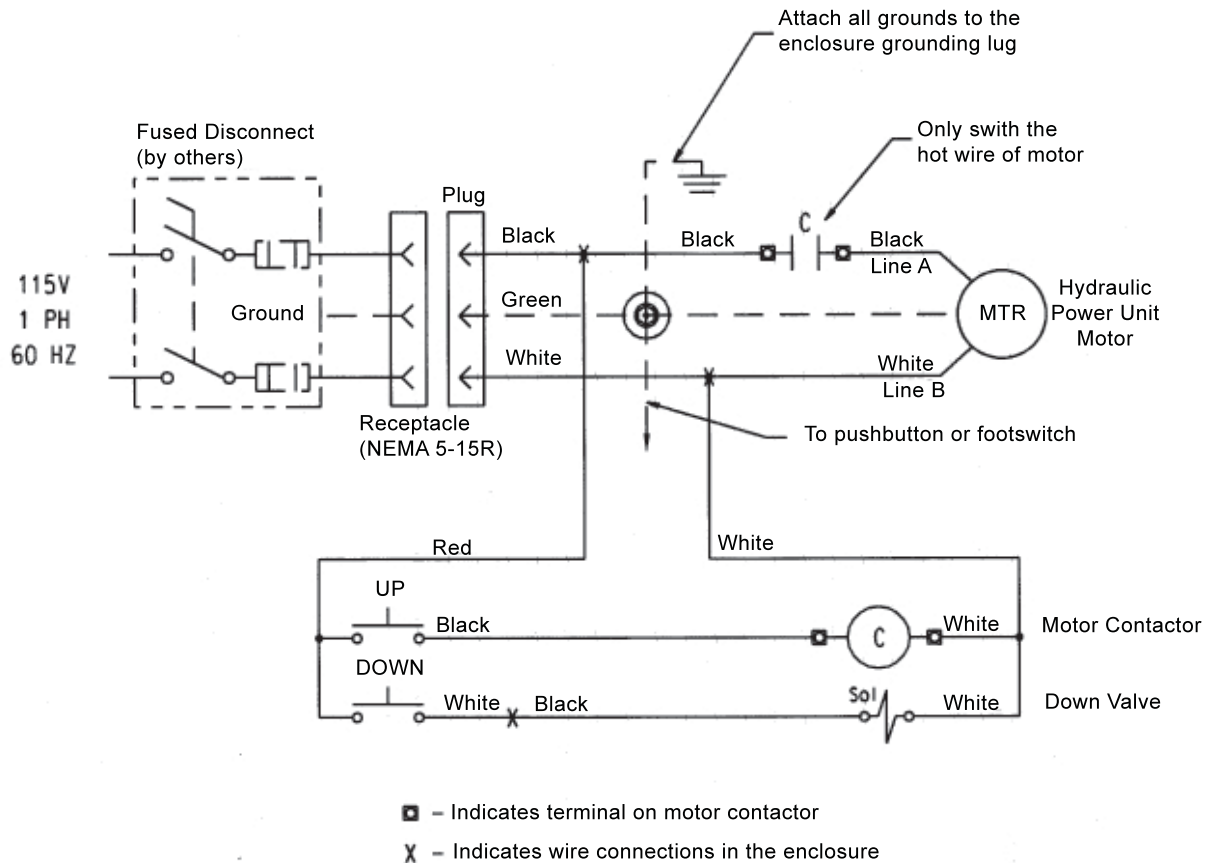 Attach all grounds to the
enclosure grounding lug
Fused Disconnect
(by others)
Only swith the
hot wire of motor
Plug
C
Black
Black
Black
Line A
115V
1 PH
60 HZ
Ground
Green
MTR
Hydraulic
Power Unit
Motor
White
White
Line B
Receptacle
(NEMA 5-15R)
To pushbutton or footswitch
Red
White
UP
Black
C
White
Motor Contactor
DOWN
White
Black
Sol
White
Down Valve
– Indicates terminal on motor contactor
X – Indicates wire connections in the enclosure